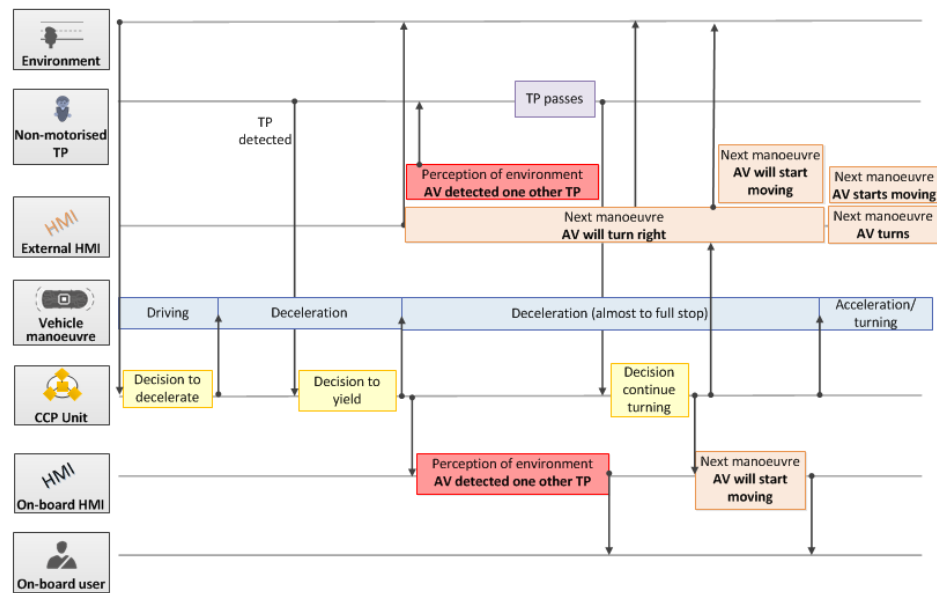 Environment
Non-motorised
TP
TP
detected
TP passes
Perception of environment
AV detected one other TP
Next manoeuvre
AV will start
moving
Next manoeuvre
AV starts moving
HMI
External HMI
Next manoeuvre
AV will turn right
Next manoeuvre
AV turns
Vehicle
manoeuvre
Driving
Deceleration
Deceleration (almost to full stop)
Acceleration/
turning
CCP Unit
Decision to
decelerate
Decision to
yield
Decision
continue
turning
HMI
On-board HMI
Perception of environment
AV detected one other TP
Next manoeuvre
AV will start
moving
On-board user